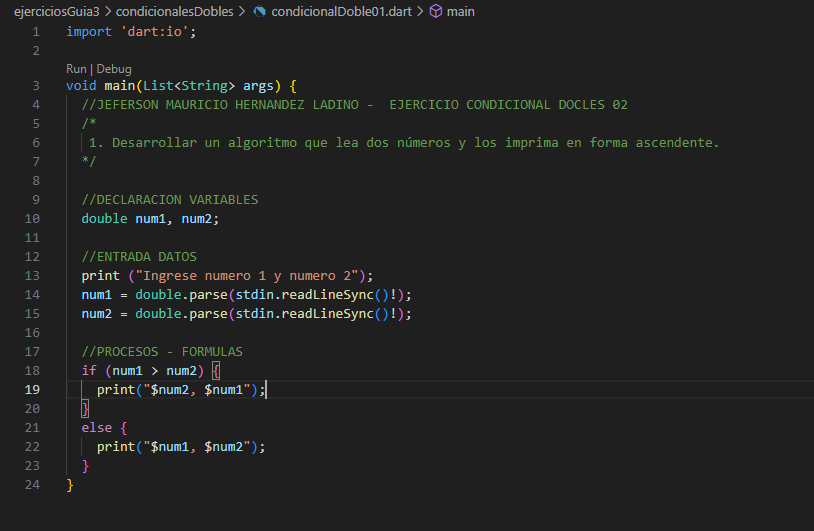 ejerciciosGuia3 > condicionalesDobles > condicionalDoble01.dart > main
1 import 'dart:io';
2
Run | Debug
3 void main(List<String> args) {
4 //JEFERSON MAURICIO HERNANDEZ LADINO -  EJERCICIO CONDICIONAL DOCLES 02
5 /*
6 1. Desarrollar un algoritmo que lea dos números y los imprima en forma ascendente.
7 */
8
9 //DECLARACION VARIABLES
10 double num1, num2;
11
12 //ENTRADA DATOS
13 print ("Ingrese numero 1 y numero 2");
14 num1 = double.parse(stdin.readLineSync()!);
15 num2 = double.parse(stdin.readLineSync()!);
16
17 //PROCESOS - FORMULAS
18 if (num1 > num2) {
19 print("$num2, $num1");
20 }
21 else {
22 print("$num1, $num2");
23 }
24 }